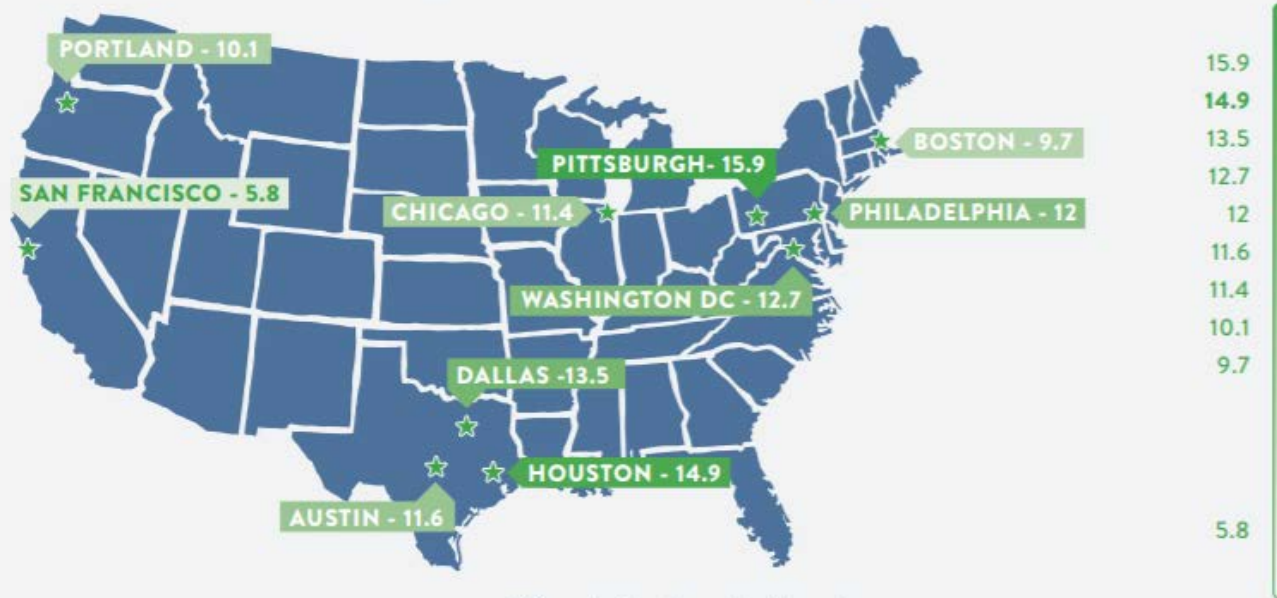 PORTLAND - 10.1
SAN FRANCISCO - 5.8
CHICAGO - 11.4
PITTSBURGH- 15.9
BOSTON - 9.7
PHILADELPHIA - 12
WASHINGTON DC - 12.7
DALLAS -13.5
HOUSTON - 14.9
AUSTIN - 11.6
15.9
14.9
13.5
12.7
12
11.6
11.4
10.1
9.7
5.8